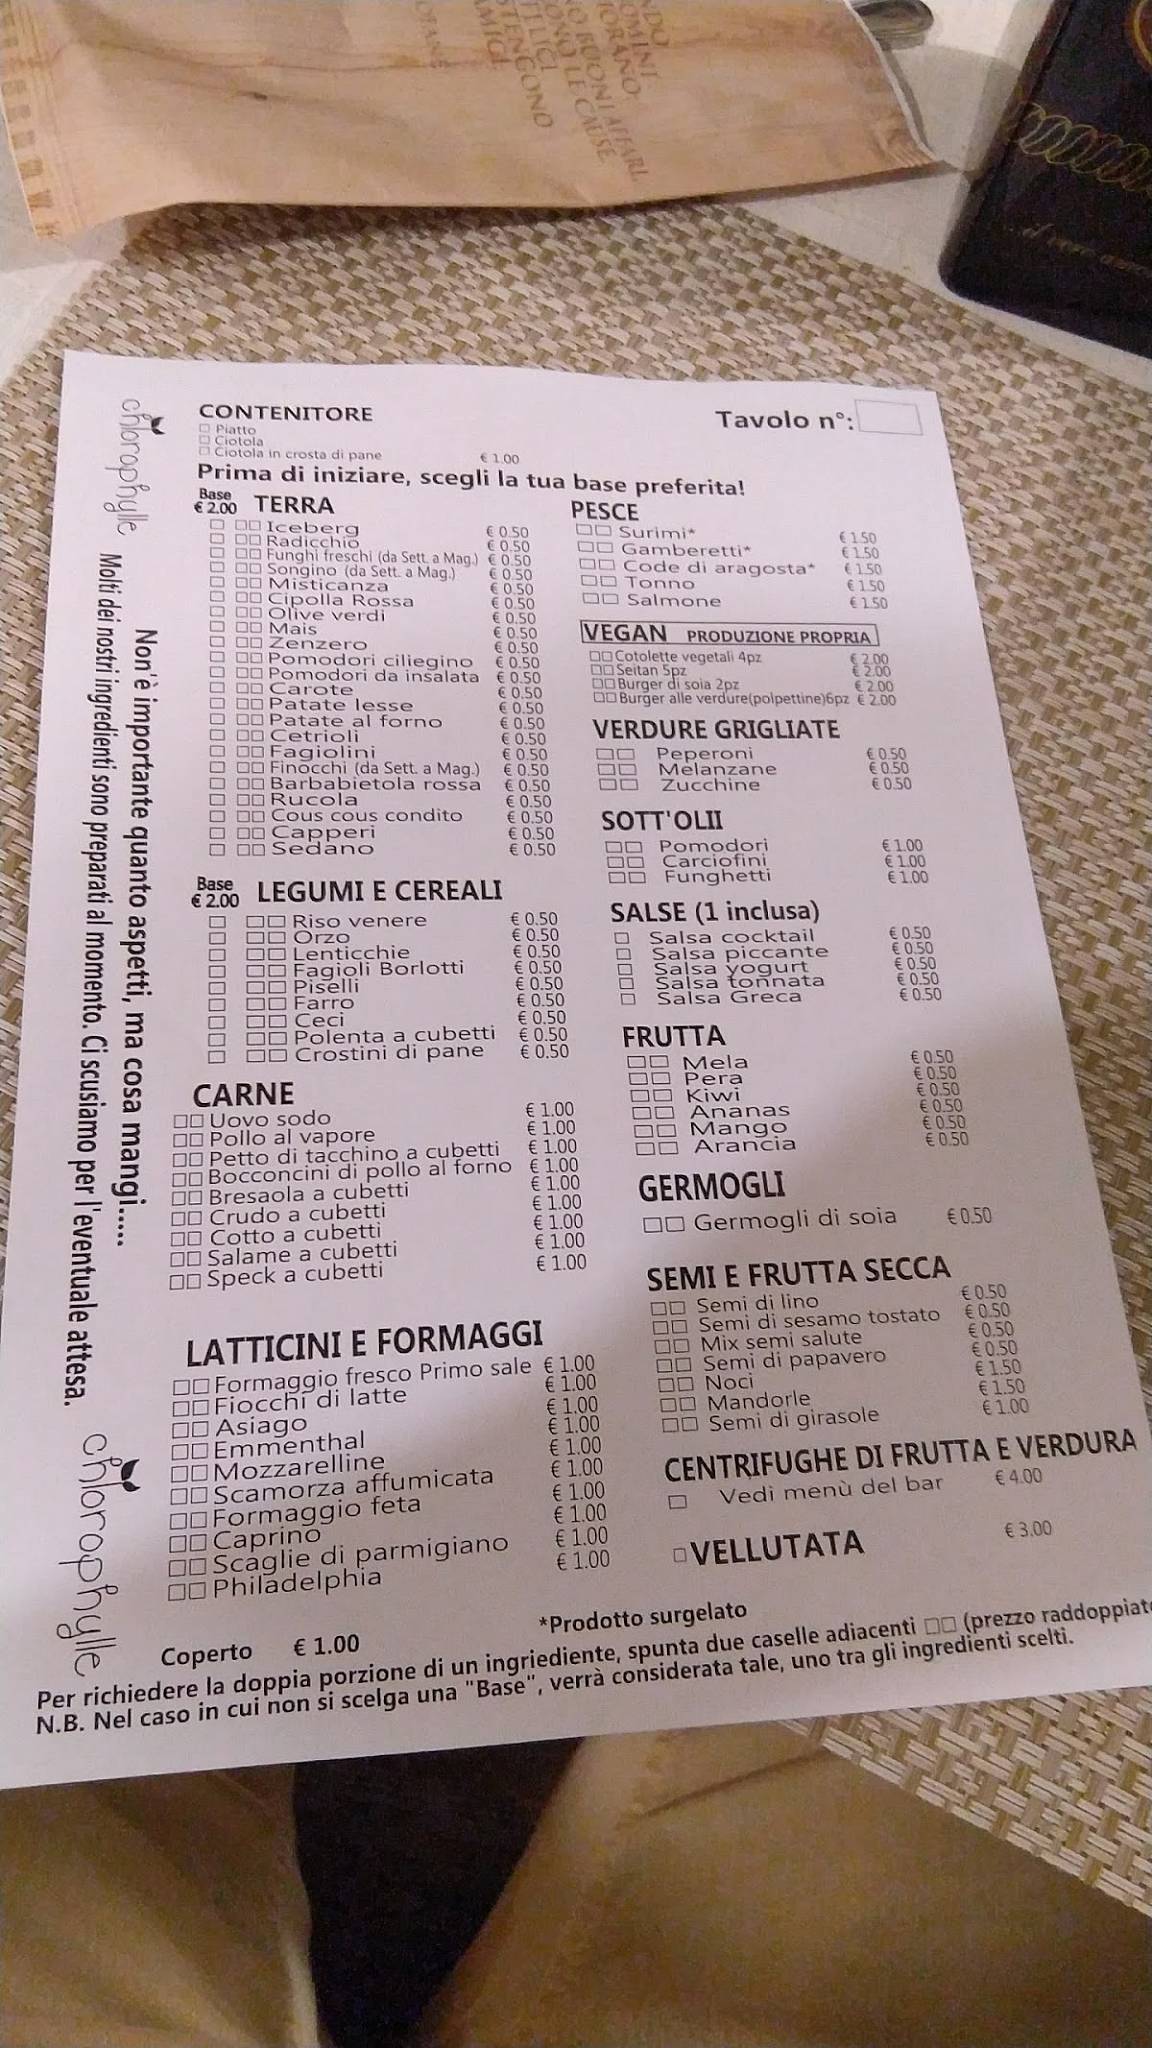 NDO
OMINI
IORANO
O BUONI AFFARI,
ONO LE CAUSE
ILICI
STENGONO
AMICI.
...il vero
CONTENITORE
Tavolo n°:
Piatto
Ciotola
Ciotola in crosta di pane € 1.00
Prima di iniziare, scegli la tua base preferita!
Base
€ 2.00 TERRA
Iceberg € 0.50
Radicchio € 0.50
Funghi freschi (da Sett. a Mag.) € 0.50
Songino (da Sett. a Mag.) € 0.50
Misticanza € 0.50
Cipolla Rossa € 0.50
Olive verdi € 0.50
Mais € 0.50
Zenzero € 0.50
Pomodori ciliegino € 0.50
Pomodori da insalata € 0.50
Carote € 0.50
Patate lesse € 0.50
Patate al forno € 0.50
Cetrioli € 0.50
Fagiolini € 0.50
Finocchi (da Sett. a Mag.) € 0.50
Barbabietola rossa € 0.50
Rucola € 0.50
Cous cous condito € 0.50
Capperi € 0.50
Sedano € 0.50
Base
€ 2.00 LEGUMI E CEREALI
Riso venere € 0.50
Orzo € 0.50
Lenticchie € 0.50
Fagioli Borlotti € 0.50
Piselli € 0.50
Farro € 0.50
Ceci € 0.50
Polenta a cubetti € 0.50
Crostini di pane € 0.50
CARNE
Uovo sodo € 1.00
Pollo al vapore € 1.00
Petto di tacchino a cubetti € 1.00
Bocconcini di pollo al forno € 1.00
Bresaola a cubetti € 1.00
Crudo a cubetti € 1.00
Cotto a cubetti € 1.00
Salame a cubetti € 1.00
Speck a cubetti € 1.00
LATTICINI E FORMAGGI
Formaggio fresco Primo sale € 1.00
Fiocchi di latte € 1.00
Asiago € 1.00
Emmenthal € 1.00
Mozzarelline € 1.00
Scamorza affumicata € 1.00
Formaggio feta € 1.00
Caprino € 1.00
Scaglie di parmigiano € 1.00
Philadelphia € 1.00
PESCE
Surimi* € 1.50
Gamberetti* € 1.50
Code di aragosta* € 1.50
Tonno € 1.50
Salmone € 1.50
VEGAN PRODUZIONE PROPRIA
Cotolette vegetali 4pz € 2.00
Seitan 5pz € 2.00
Burger di soia 2pz € 2.00
Burger alle verdure(polpettine)6pz € 2.00
VERDURE GRIGLIATE
Peperoni € 0.50
Melanzane € 0.50
Zucchine € 0.50
SOTT'OLII
Pomodori € 1.00
Carciofini € 1.00
Funghetti € 1.00
SALSE (1 inclusa)
Salsa cocktail € 0.50
Salsa piccante € 0.50
Salsa yogurt € 0.50
Salsa tonnata € 0.50
Salsa Greca € 0.50
FRUTTA
Mela € 0.50
Pera € 0.50
Kiwi € 0.50
Ananas € 0.50
Mango € 0.50
Arancia € 0.50
GERMOGLI
Germogli di soia € 0.50
SEMI E FRUTTA SECCA
Semi di lino € 0.50
Semi di sesamo tostato € 0.50
Mix semi salute € 0.50
Semi di papavero € 0.50
Noci € 1.50
Mandorle € 1.50
Semi di girasole € 1.00
CENTRIFUGHE DI FRUTTA E VERDURA
Vedi menù del bar € 4.00
VELLUTATA € 3.00
*Prodotto surgelato
Coperto € 1.00
Per richiedere la doppia porzione di un ingriediente, spunta due caselle adiacenti (prezzo raddoppiato
N.B. Nel caso in cui non si scelga una "Base", verrà considerata tale, uno tra gli ingredienti scelti.
chlorophylle
Non'è importante quanto aspetti, ma cosa mangi.....
Molti dei nostri ingredienti sono preparati al momento. Ci scusiamo per l'eventuale attesa.
chlorophylle